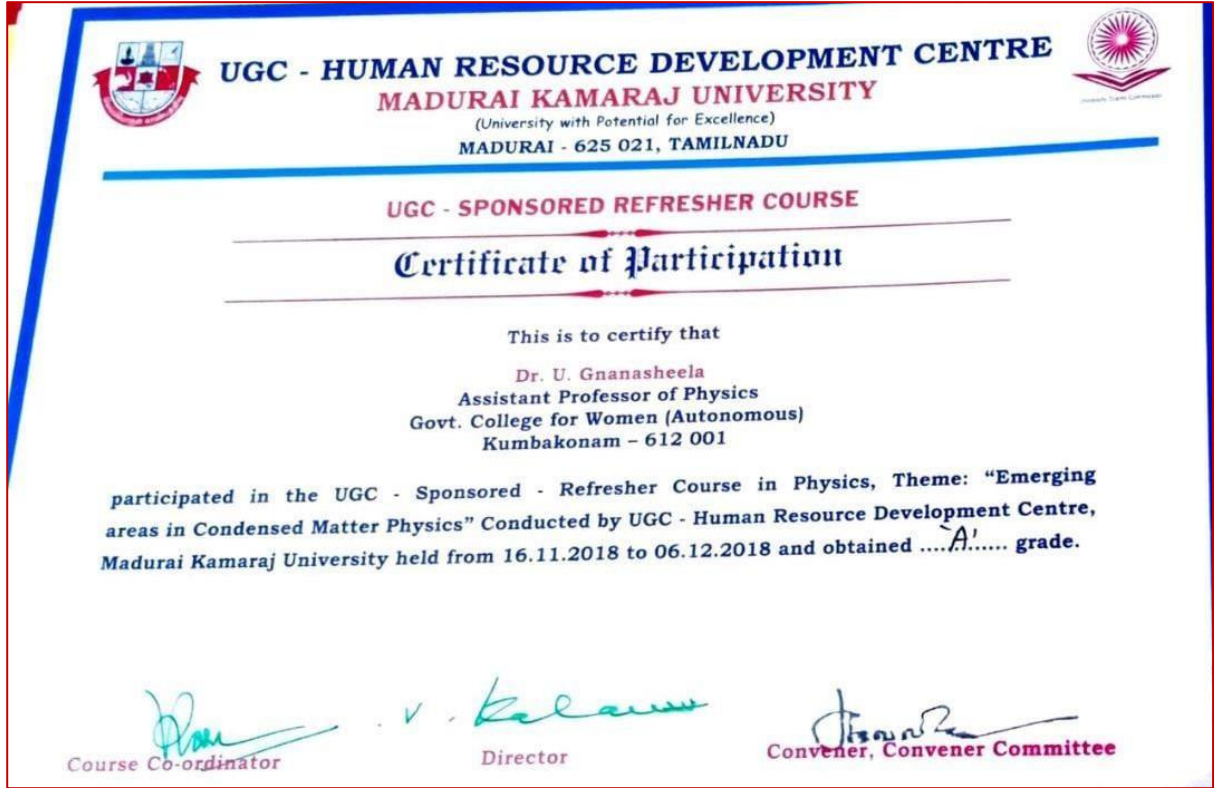 UGC - HUMAN RESOURCE DEVELOPMENT CENTRE
MADURAI KAMARAJ UNIVERSITY
(University with Potential for Excellence)
MADURAI - 625 021, TAMILNADU
UGC - SPONSORED REFRESHER COURSE
Certificate of Participation
This is to certify that
Dr. U. Gnanasheela
Assistant Professor of Physics
Govt. College for Women (Autonomous)
Kumbakonam – 612 001
participated in the UGC - Sponsored - Refresher Course in Physics, Theme: “Emerging
areas in Condensed Matter Physics” Conducted by UGC - Human Resource Development Centre,
Madurai Kamaraj University held from 16.11.2018 to 06.12.2018 and obtained .....‘A’...... grade.
Course Co-ordinator
Director
Convener, Convener Committee